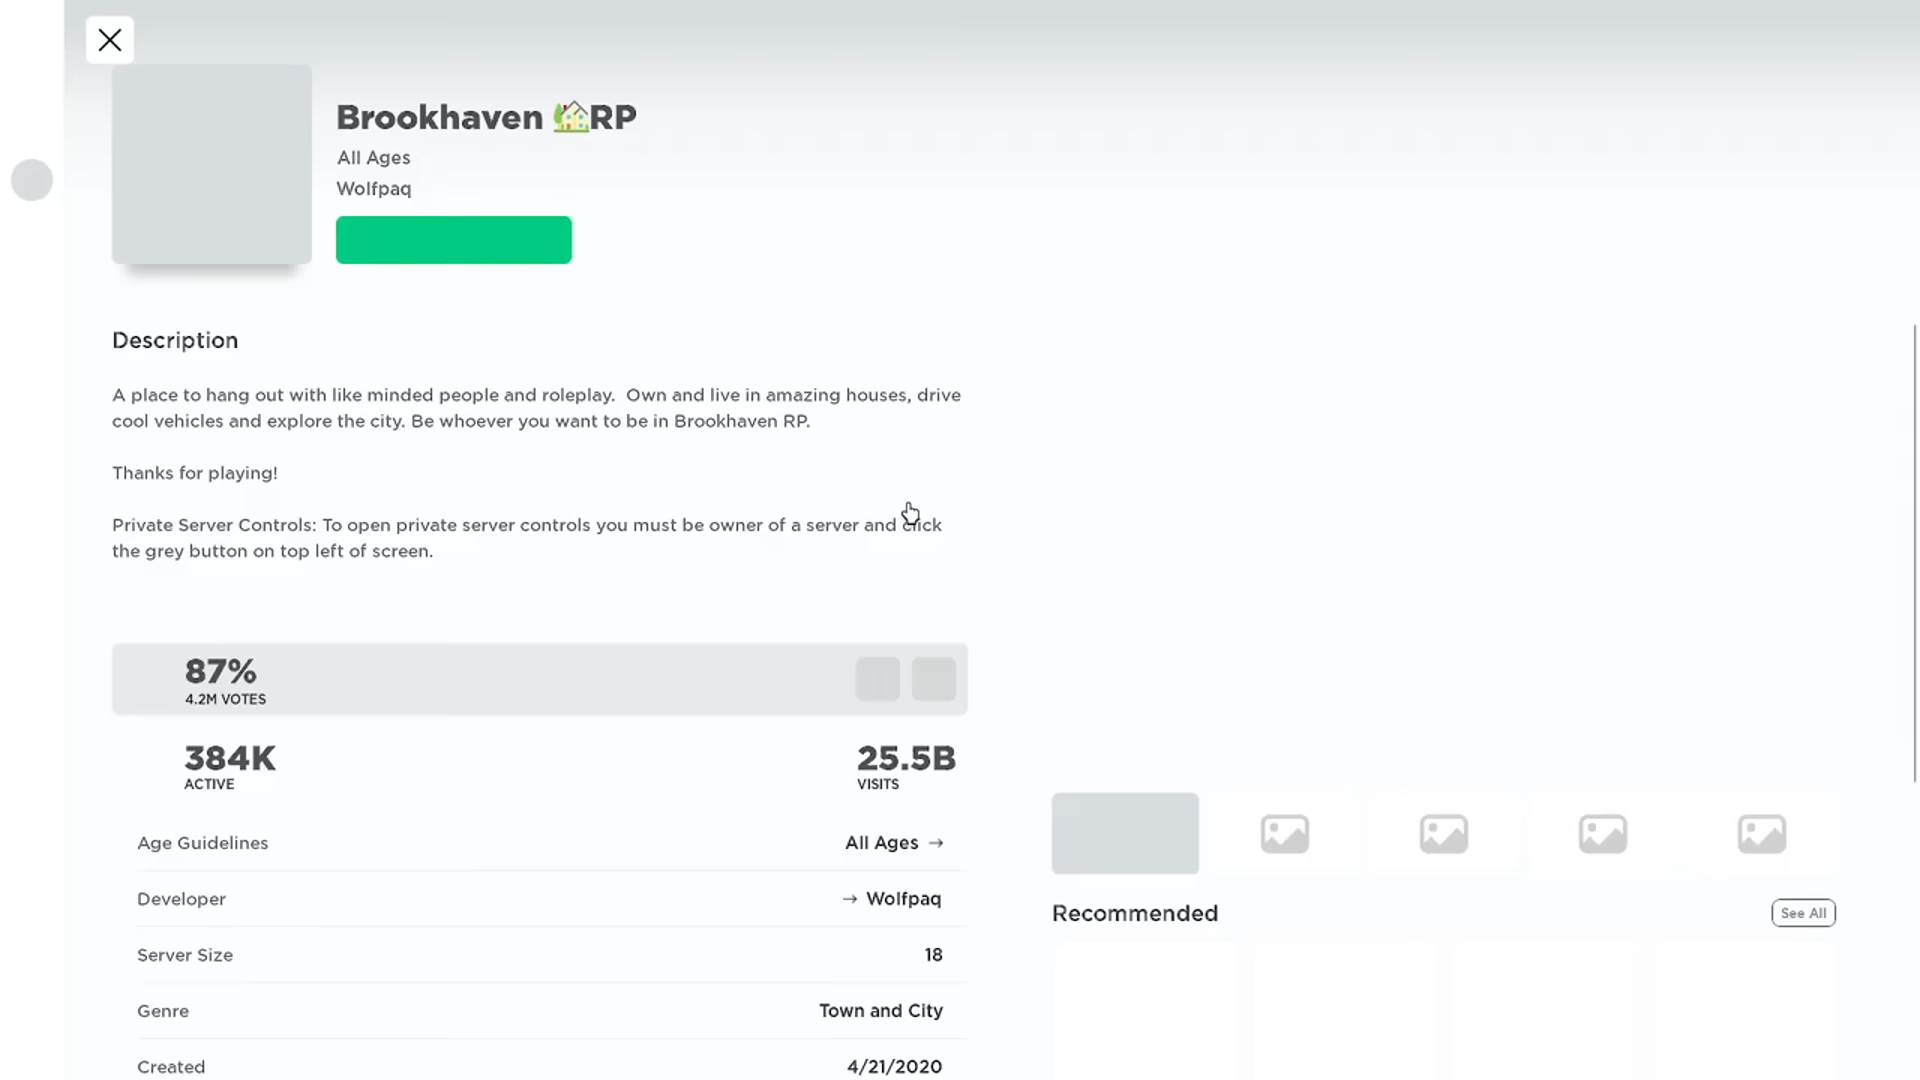 Brookhaven 🏡RP
All Ages
Wolfpaq
Description
A place to hang out with like minded people and roleplay.  Own and live in amazing houses, drive
cool vehicles and explore the city. Be whoever you want to be in Brookhaven RP.
Thanks for playing!
Private Server Controls: To open private server controls you must be owner of a server and click
the grey button on top left of screen.
87%
4.2M VOTES
384K
ACTIVE
25.5B
VISITS
Age Guidelines
All Ages →
Developer
→ Wolfpaq
Server Size
18
Genre
Town and City
Created
4/21/2020
Recommended
See All